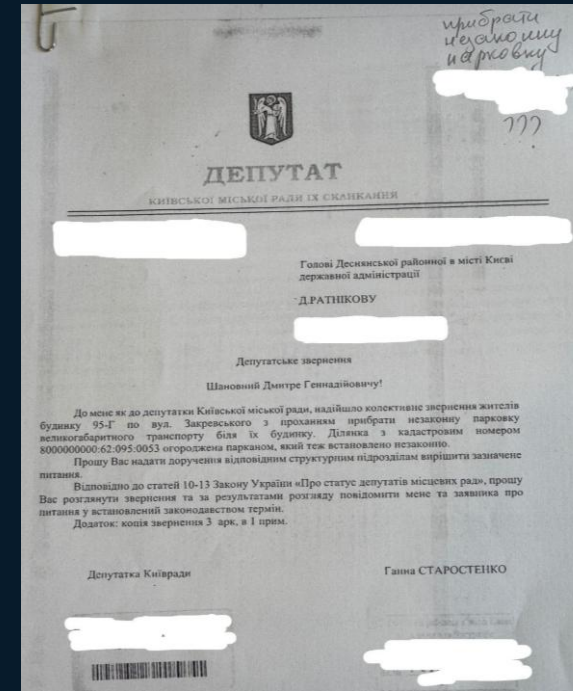 прибрати
незаконну
парковку
???
ДЕПУТАТ
КИЇВСЬКОЇ МІСЬКОЇ РАДИ ІХ СКЛИКАННЯ
Голові Деснянської районної в місті Києві
державної адміністрації
Д.РАТНІКОВУ
Депутатське звернення
Шановний Дмитре Геннадійовичу!
До мене як до депутатки Київської міської ради, надійшло колективне звернення жителів
будинку 95-Г по вул. Закревського з проханням прибрати незаконну парковку
великогабаритного транспорту біля їх будинку. Ділянка з кадастровим номером
8000000000:62:095:0053 огороджена парканом, який теж встановлено незаконно.
Прошу Вас надати доручення відповідним структурним підрозділам вирішити зазначене
питання.
Відповідно до статей 10-13 Закону України «Про статус депутатів місцевих рад», прошу
Вас розглянути звернення та за результатами розгляду повідомити мене та заявника про
питання у встановлений законодавством термін.
Додаток: копія звернення 3 арк, в 1 прим.
Депутатка Київради
Ганна СТАРОСТЕНКО